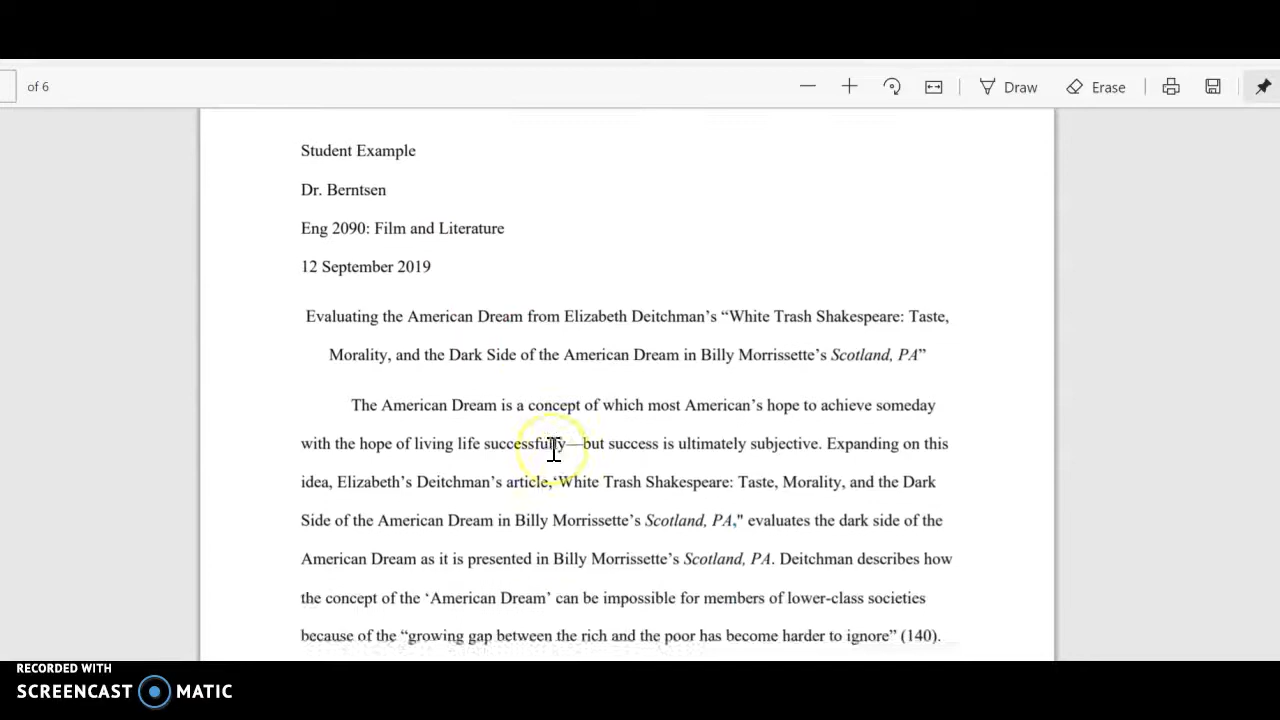 of 6
Draw
Erase
Student Example
Dr. Berntsen
Eng 2090: Film and Literature
12 September 2019
Evaluating the American Dream from Elizabeth Deitchman’s “White Trash Shakespeare: Taste,
Morality, and the Dark Side of the American Dream in Billy Morrissette’s Scotland, PA”
The American Dream is a concept of which most American’s hope to achieve someday
with the hope of living life successfully—but success is ultimately subjective. Expanding on this
idea, Elizabeth’s Deitchman’s article,‘White Trash Shakespeare: Taste, Morality, and the Dark
Side of the American Dream in Billy Morrissette’s Scotland, PA," evaluates the dark side of the
American Dream as it is presented in Billy Morrissette’s Scotland, PA. Deitchman describes how
the concept of the ‘American Dream’ can be impossible for members of lower-class societies
because of the “growing gap between the rich and the poor has become harder to ignore” (140).
RECORDED WITH
SCREENCAST MATIC